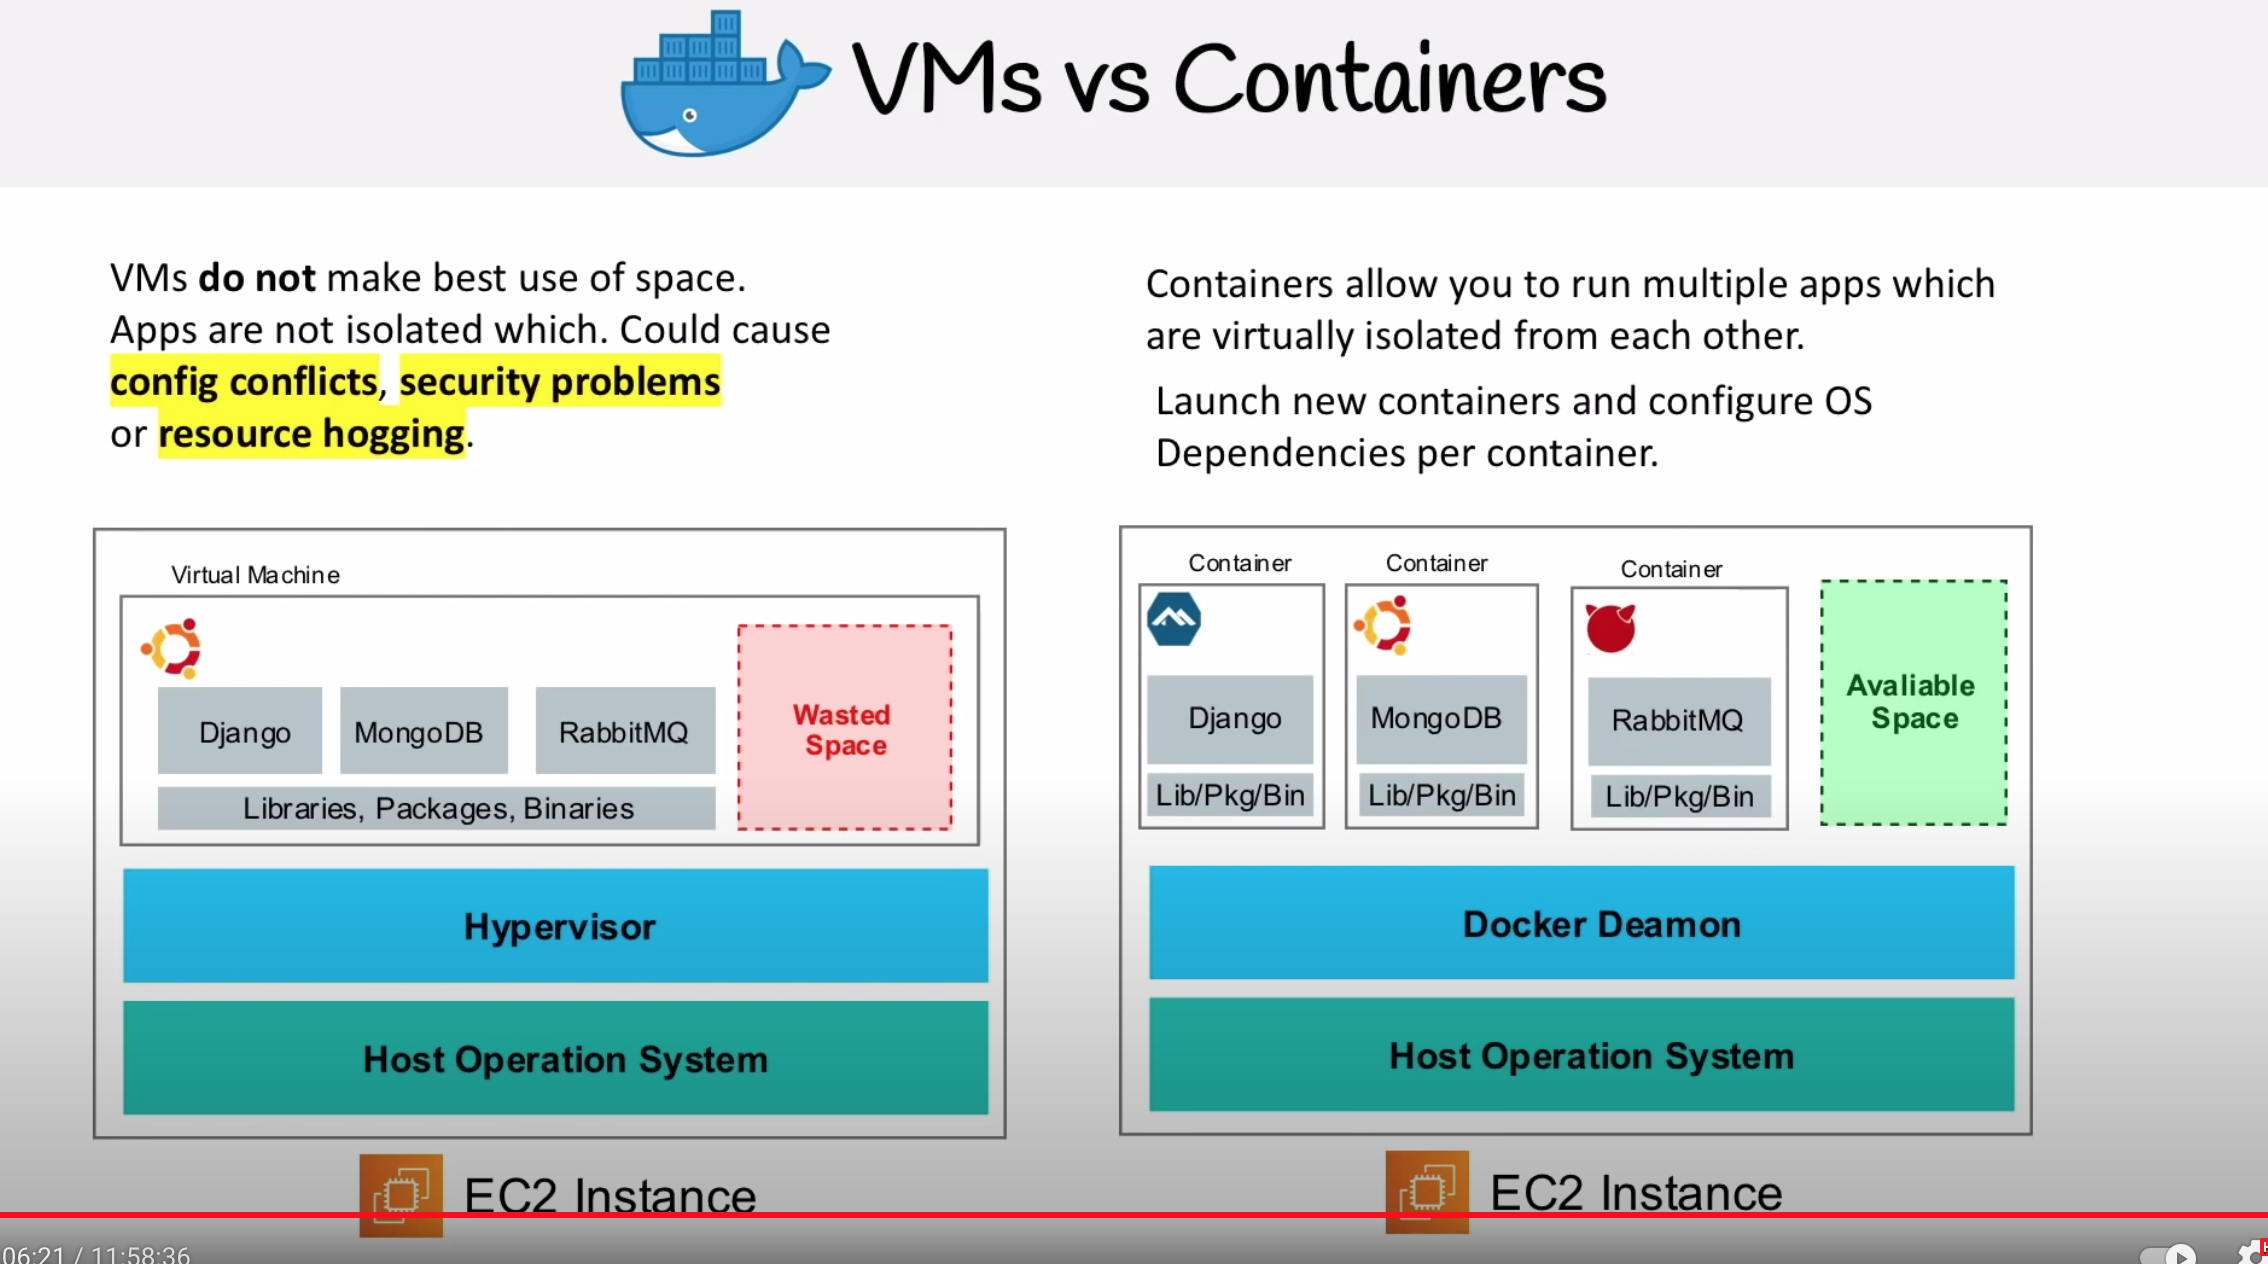 VMs vs Containers
VMs do not make best use of space.
Apps are not isolated which. Could cause
config conflicts, security problems
or resource hogging.
Containers allow you to run multiple apps which
are virtually isolated from each other.
Launch new containers and configure OS
Dependencies per container.
Virtual Machine
Django
MongoDB
RabbitMQ
Libraries, Packages, Binaries
Wasted
Space
Hypervisor
Host Operation System
EC2 Instance
Container
Django
Lib/Pkg/Bin
Container
MongoDB
Lib/Pkg/Bin
Container
RabbitMQ
Lib/Pkg/Bin
Avaliable
Space
Docker Deamon
Host Operation System
EC2 Instance
06:21 / 11:58:36